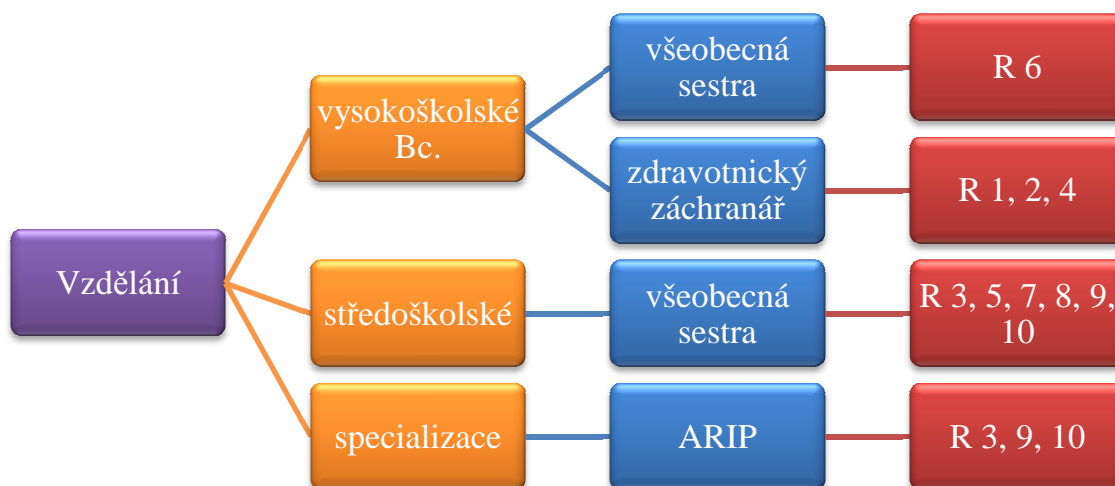 Vzdělání
vysokoškolské
Bc.
všeobecná
sestra
R 6
zdravotnický
záchranář
R 1, 2, 4
středoškolské
všeobecná
sestra
R 3, 5, 7, 8, 9,
10
specializace
ARIP
R 3, 9, 10